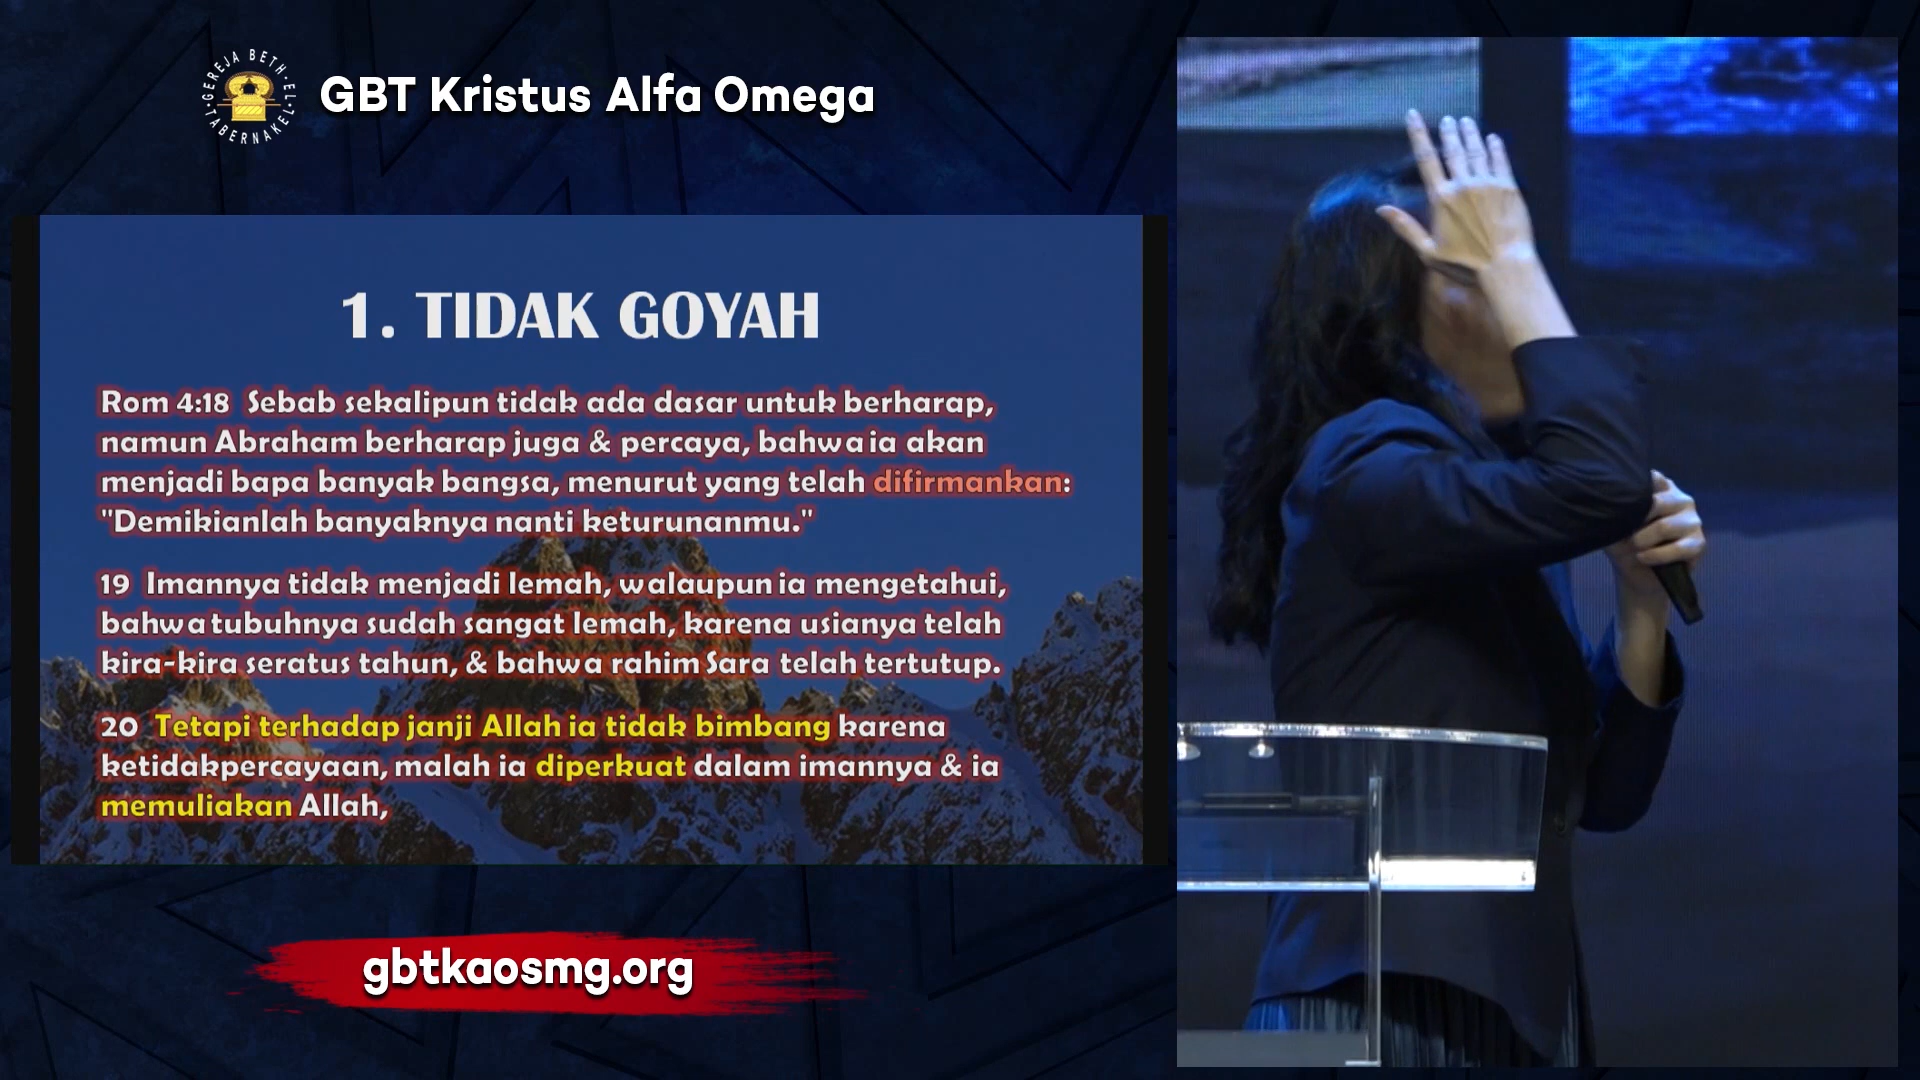 GEREJA BETH-EL TABERNAKEL
GBT Kristus Alfa Omega
1. TIDAK GOYAH
Rom 4:18 Sebab sekalipun tidak ada dasar untuk berharap,
namun Abraham berharap juga & percaya, bahwa ia akan
menjadi bapa banyak bangsa, menurut yang telah difirmankan:
"Demikianlah banyaknya nanti keturunanmu."
19 Imannya tidak menjadi lemah, walaupun ia mengetahui,
bahwa tubuhnya sudah sangat lemah, karena usianya telah
kira-kira seratus tahun, & bahwa rahim Sara telah tertutup.
20 Tetapi terhadap janji Allah ia tidak bimbang karena
ketidakpercayaan, malah ia diperkuat dalam imannya & ia
memuliakan Allah,
gbtkaosmg.org